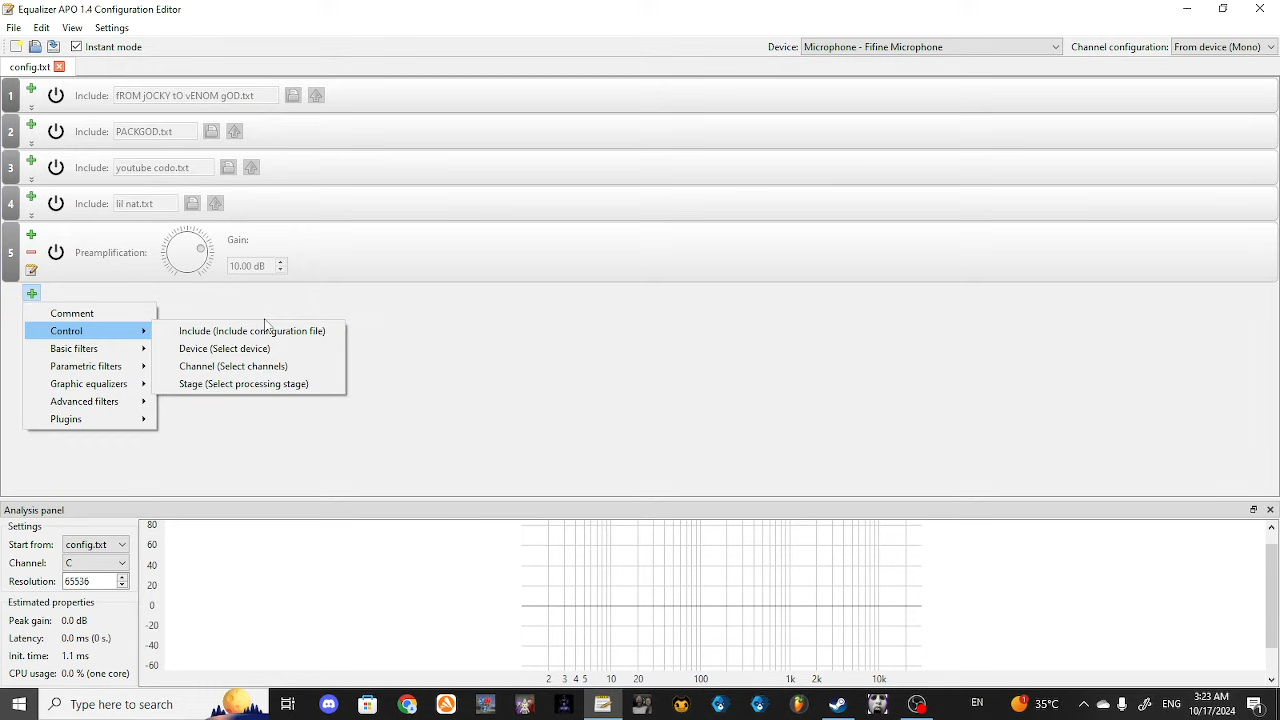 Equalizer APO 1.4 Configuration Editor
File Edit View Settings
Instant mode Device: Microphone - Fifine Microphone Channel configuration: From device (Mono)
config.txt
1 Include: fROM jOCKY tO vENOM gOD.txt
2 Include: PACKGOD.txt
3 Include: youtube codo.txt
4 Include: lil nat.txt
5 Preamplification: Gain:
10.00 dB
Comment
Control Include (Include configuration file)
Basic filters Device (Select device)
Parametric filters Channel (Select channels)
Graphic equalizers Stage (Select processing stage)
Advanced filters
Plugins
Analysis panel
Settings
Start from: config.txt
Channel: C
Resolution: 65536
Estimated properties
Peak gain: 0.0 dB
Latency: 0.0 ms (0 s.)
Init. time: 1.1 ms
CPU usage: 0.0 % (one core)
80
60
40
20
0
-20
-40
-60
2 3 4 5 10 20 100 1k 2k 10k
Type here to search EN 1 35°C ENG 3:23 AM
10/17/2024